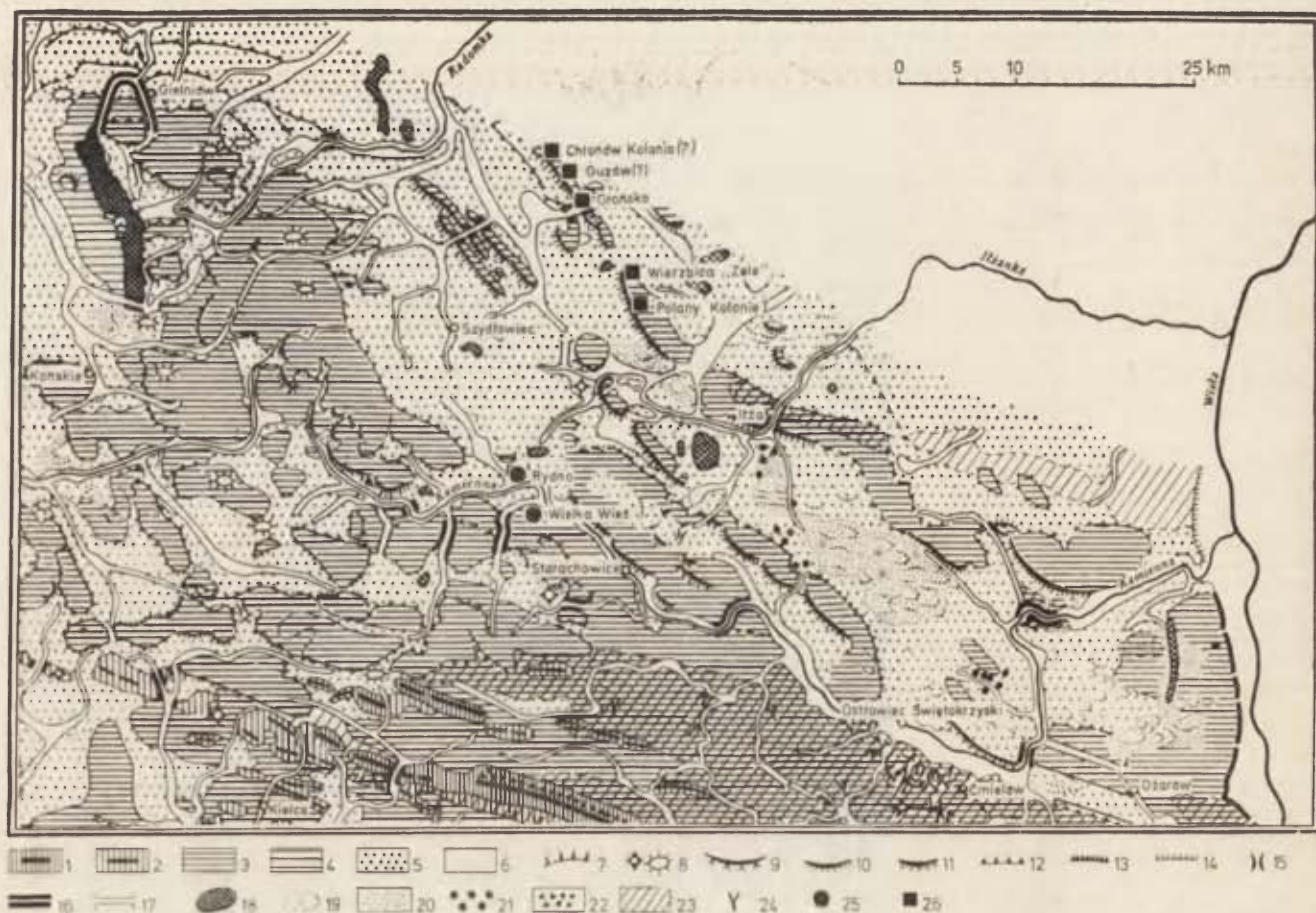 Radomka
0 5 10 25 km
Gielniów
Chronów Kolonia (?)
Guzów (?)
Orońsko
Wierzbica „Zele"
Polany Kolonie
Iłżanka
Szydłowiec
Wisła
Końskie
Iłża
Rydno
Kamienna
Wielka Wieś
Starachowice
Kamienna
Ostrowiec Świętokrzyski
Ćmielów
Ożarów
Kielce
1 2 3 4 5 6 7 8 9 10 11 12 13 14 15
16 17 18 19 20 21 22 23 24 25 26